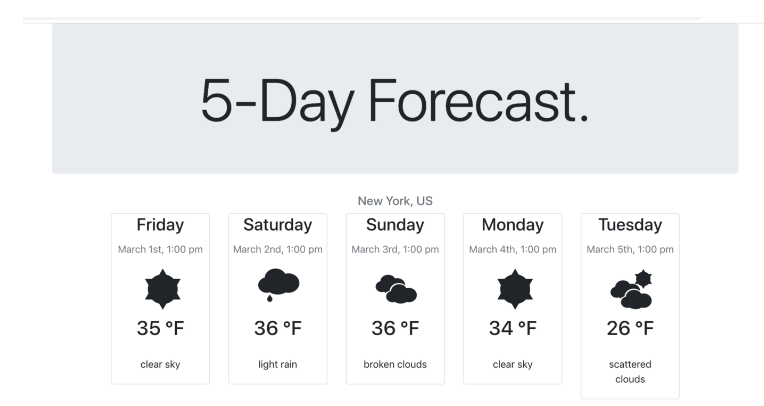 5-Day Forecast.
New York, US
Friday
March 1st, 1:00 pm
35 °F
clear sky
Saturday
March 2nd, 1:00 pm
36 °F
light rain
Sunday
March 3rd, 1:00 pm
36 °F
broken clouds
Monday
March 4th, 1:00 pm
34 °F
clear sky
Tuesday
March 5th, 1:00 pm
26 °F
scattered
clouds